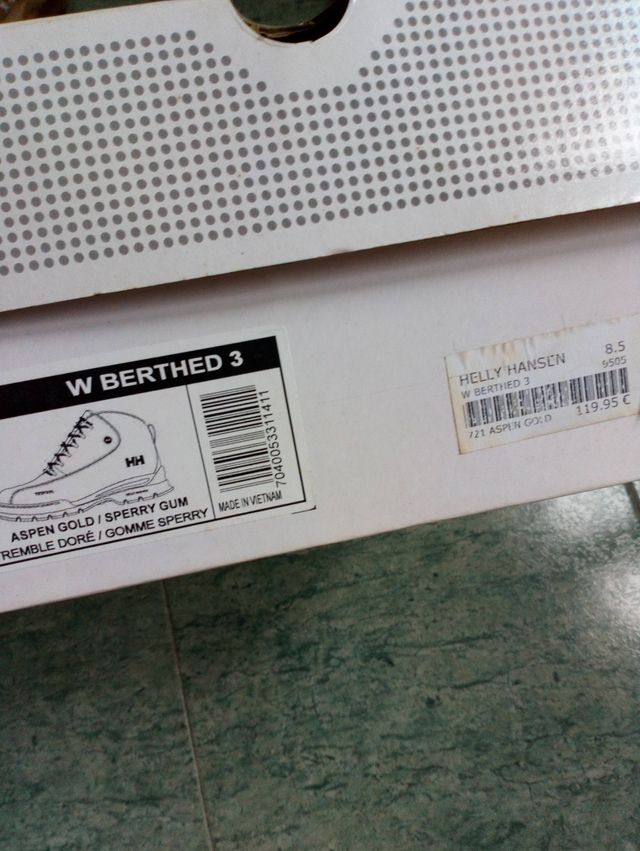 W BERTHED 3
HH
7040053311411
ASPEN GOLD / SPERRY GUM
TREMBLE DORÉ / GOMME SPERRY
MADE IN VIETNAM
HELLY HANSEN 8.5
W BERTHED 3 9505
721 ASPEN GOLD 119.95 €